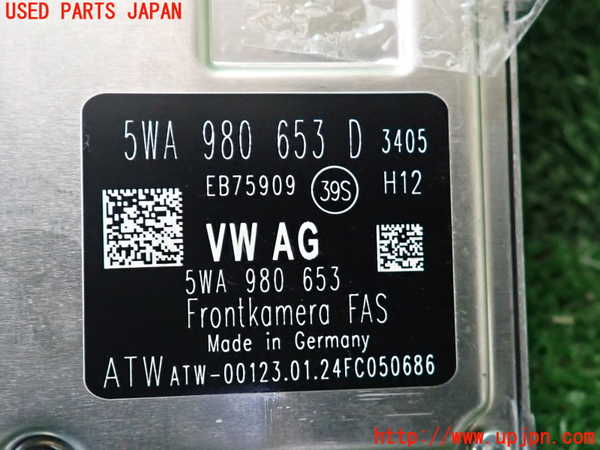 USED PARTS JAPAN
5WA 980 653 D 3405
EB75909 39S H12
VW AG
5WA 980 653
Frontkamera FAS
Made in Germany
ATW ATW-00123.01.24FC050686
http://www.upjpn.com/